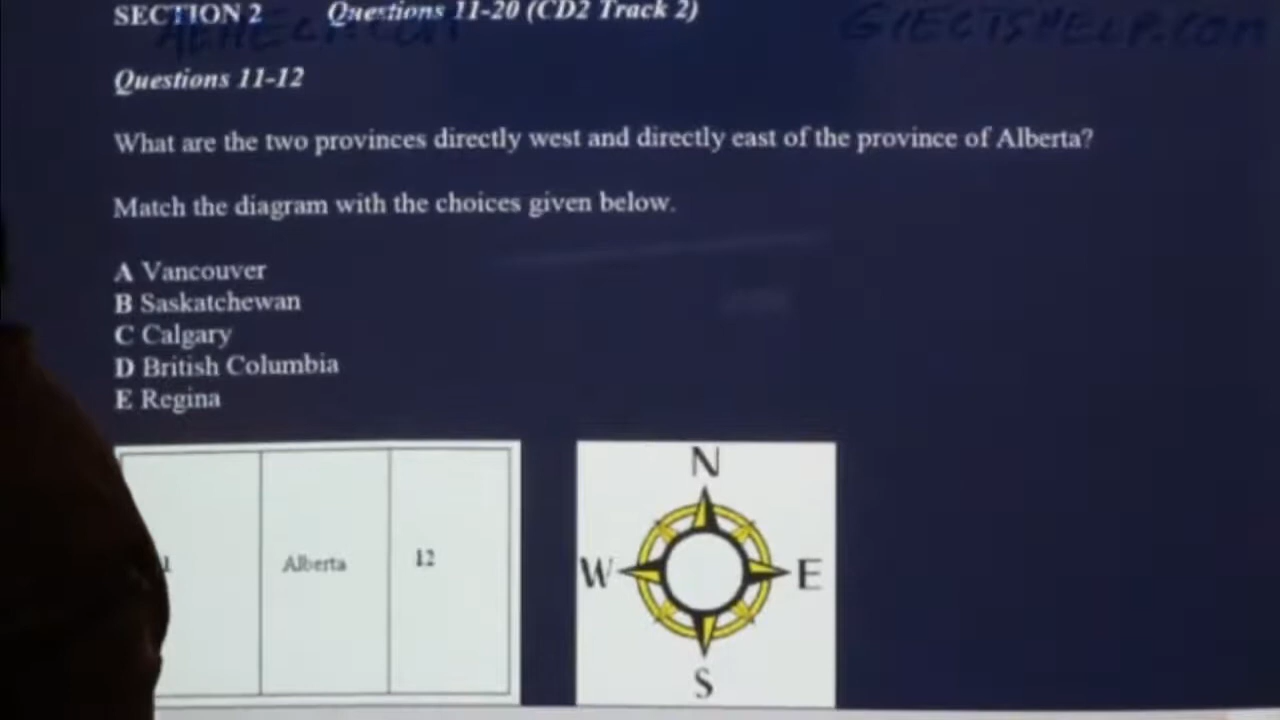 SECTION 2 Questions 11-20 (CD2 Track 2)
Questions 11-12
What are the two provinces directly west and directly east of the province of Alberta?
Match the diagram with the choices given below.
A Vancouver
B Saskatchewan
C Calgary
D British Columbia
E Regina
Alberta 12
N
W E
S